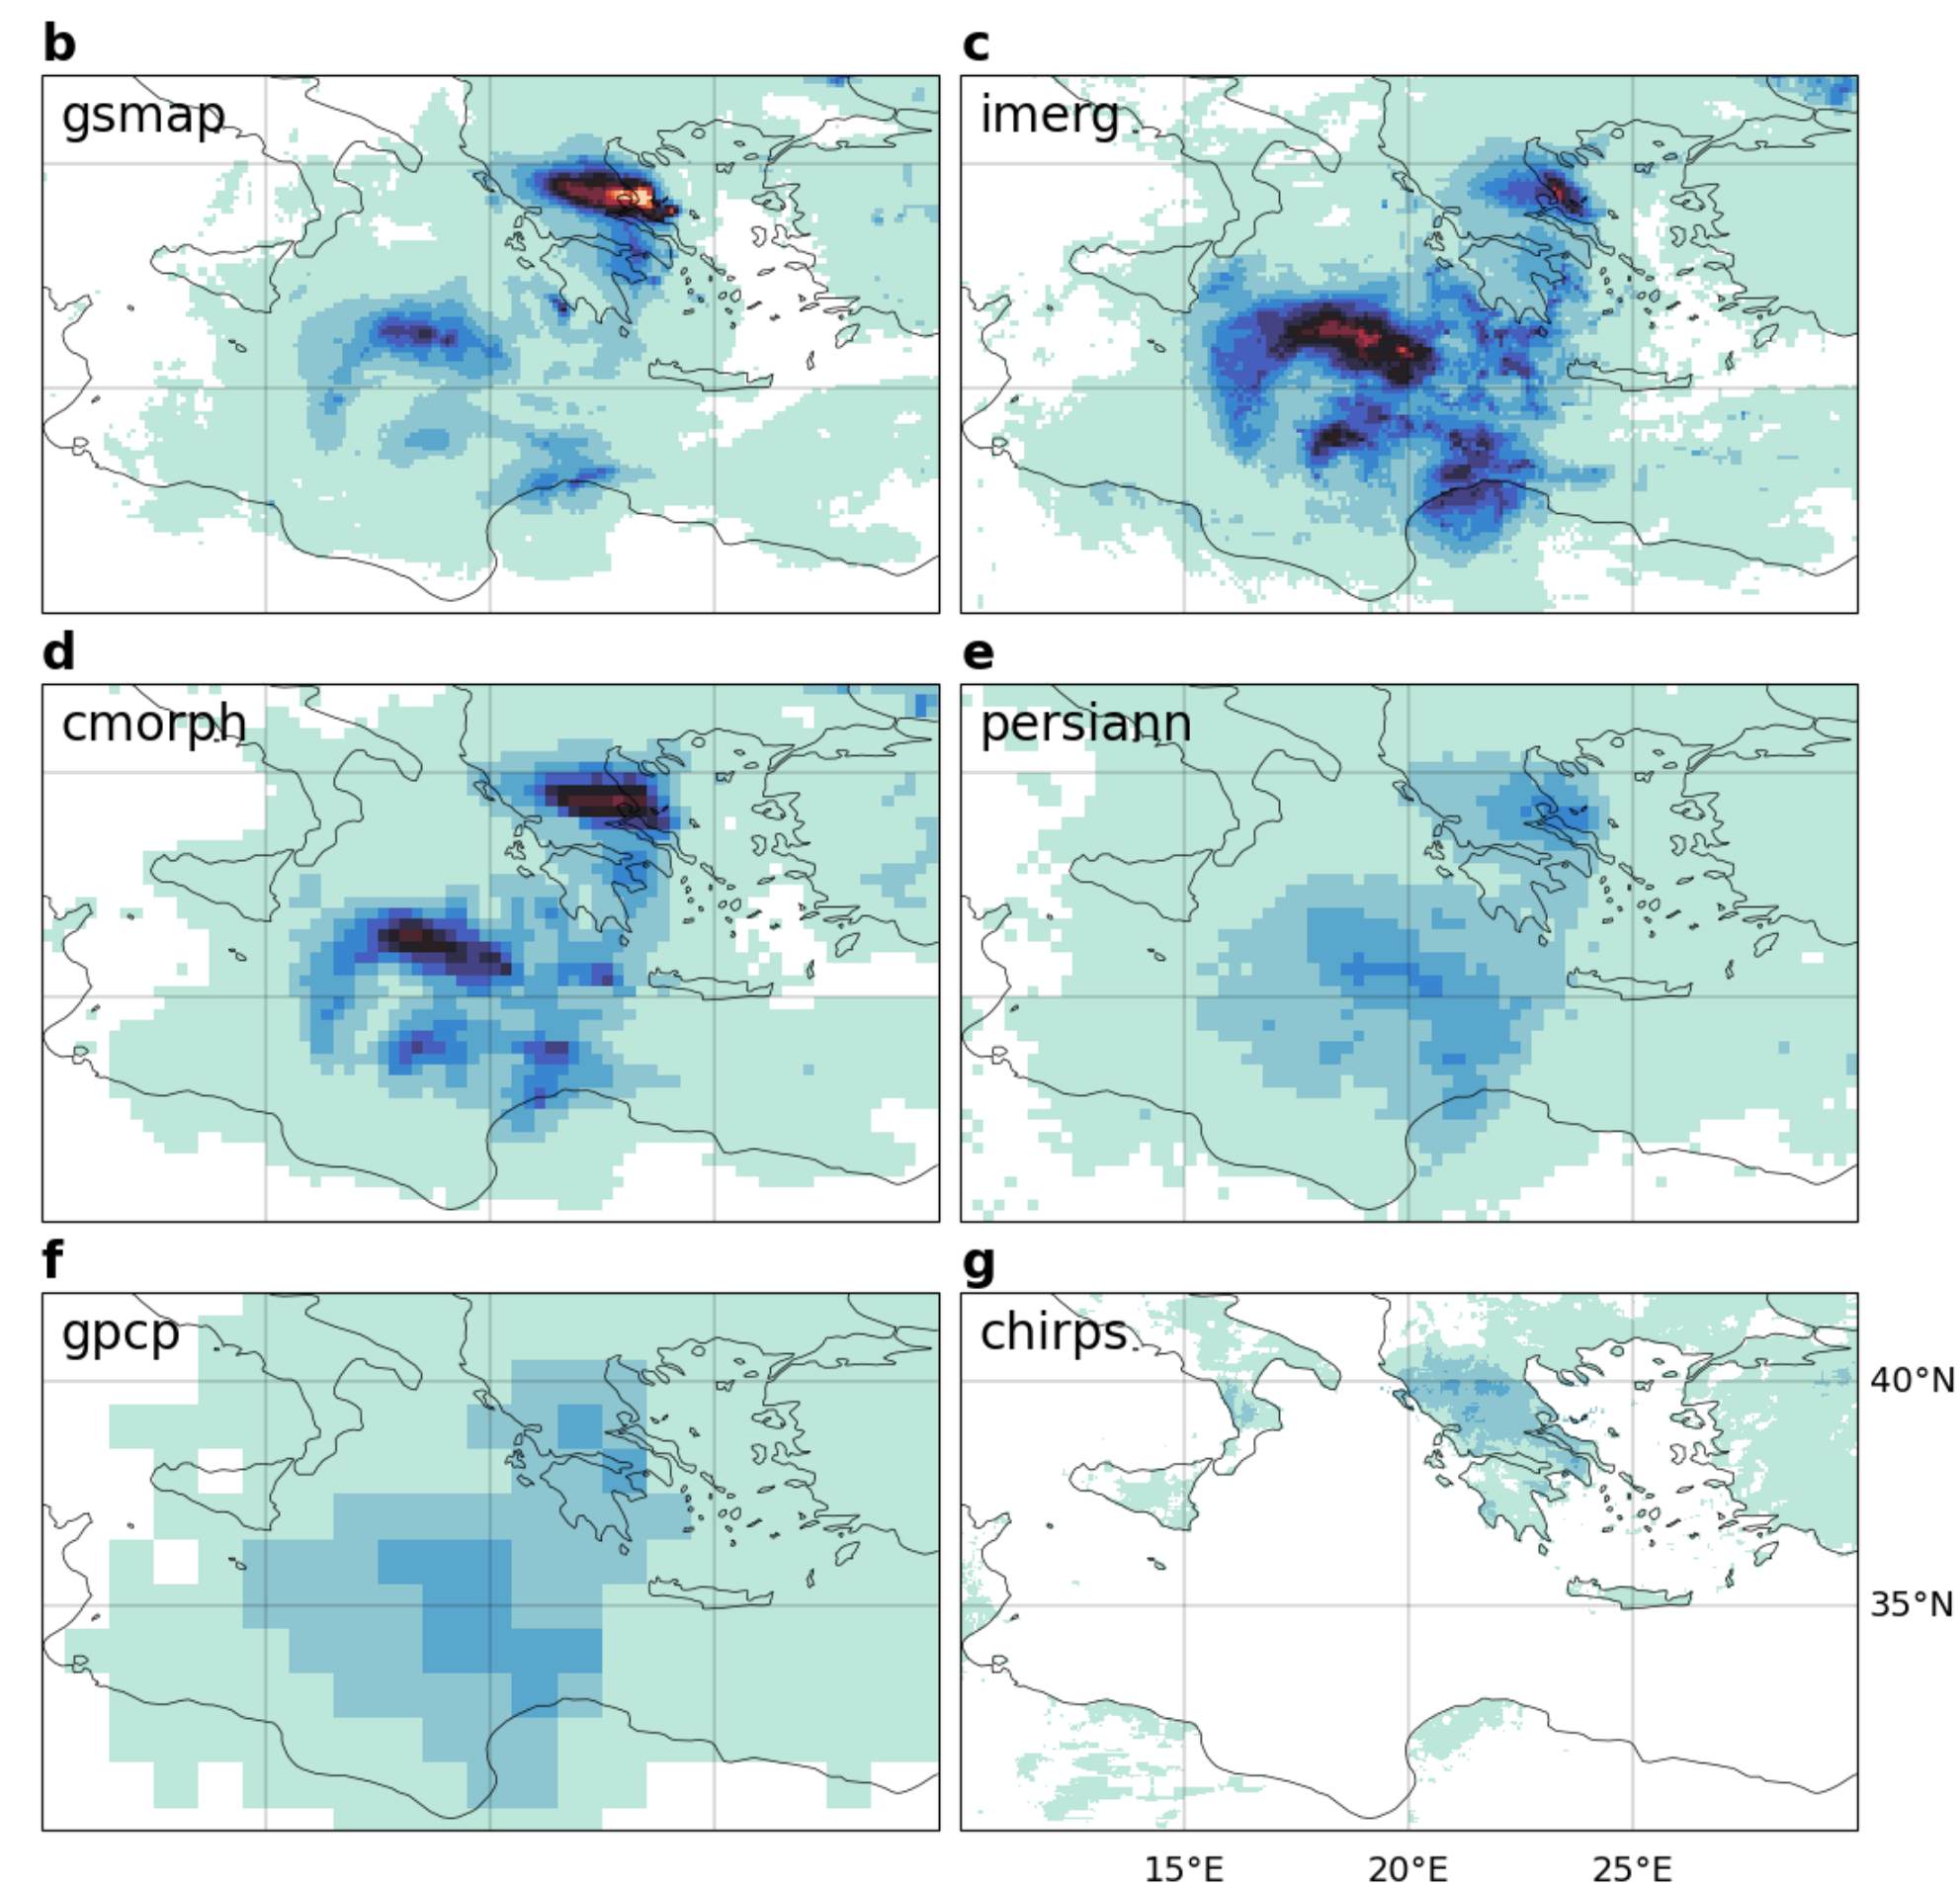 b
gsmap
c
imerg
d
cmorph
e
persiann
f
gpcp
g
chirps
40°N
35°N
15°E
20°E
25°E